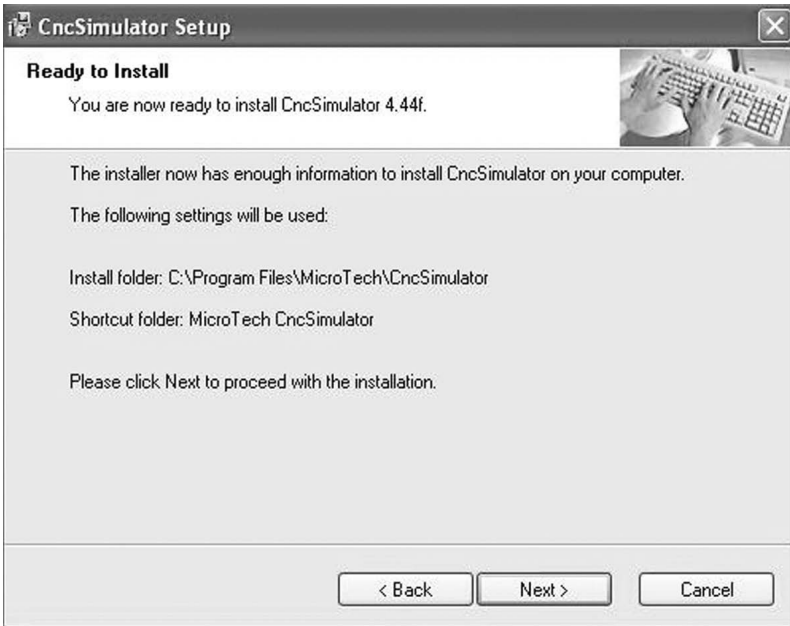 CncSimulator Setup
Ready to Install
You are now ready to install CncSimulator 4.44f.
The installer now has enough information to install CncSimulator on your computer.
The following settings will be used:
Install folder: C:\Program Files\MicroTech\CncSimulator
Shortcut folder: MicroTech CncSimulator
Please click Next to proceed with the installation.
< Back Next > Cancel